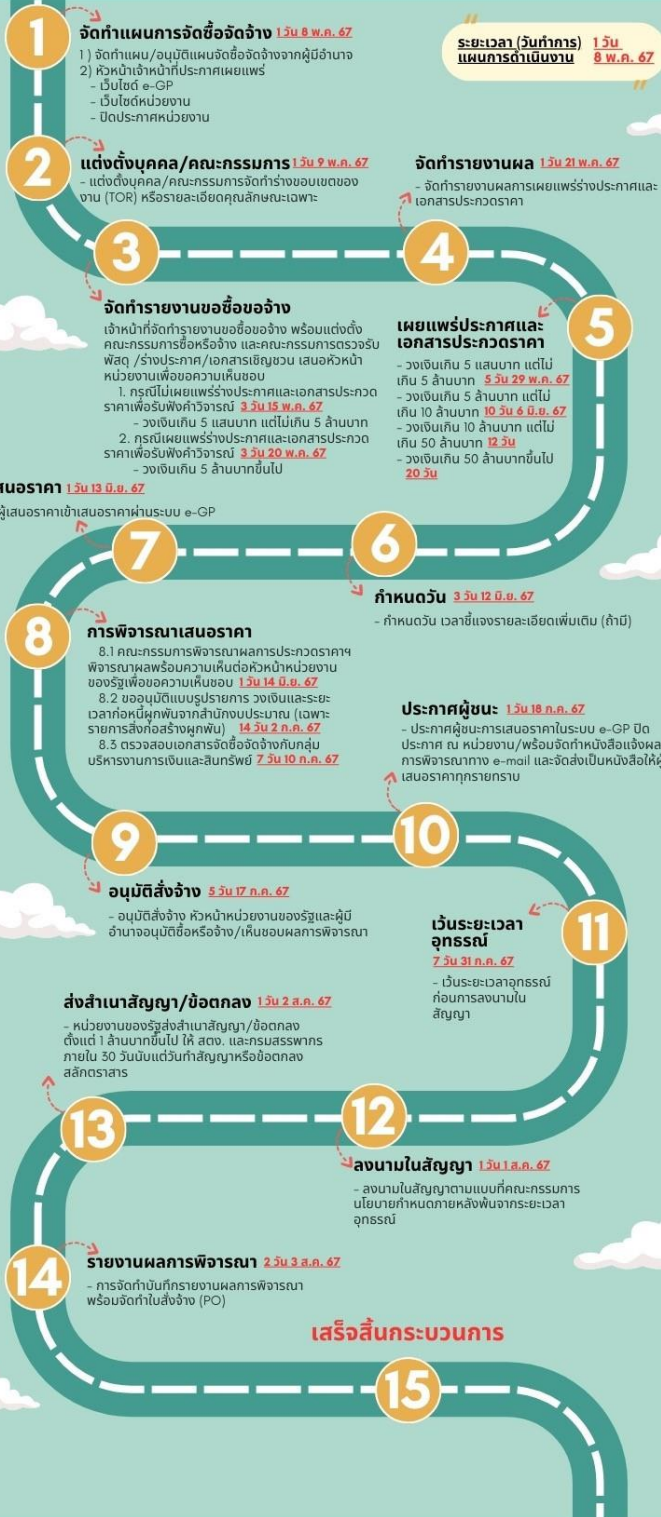 1
จัดทำแผนการจัดซื้อจัดจ้าง 1 วัน 8 พ.ค. 67
1 ) จัดทำแผน/อนุมัติแผนจัดซื้อจัดจ้างจากผู้มีอำนาจ
2) หัวหน้าเจ้าหน้าที่ประกาศเผยแพร่
- เว็บไซต์ e-GP
- เว็บไซต์หน่วยงาน
- ปิดประกาศหน่วยงาน
ระยะเวลา (วันทำการ) 1 วัน
แผนการดำเนินงาน 8 พ.ค. 67
2
แต่งตั้งบุคคล/คณะกรรมการ 1 วัน 9 พ.ค. 67
- แต่งตั้งบุคคล/คณะกรรมการจัดทำร่างขอบเขตของ
งาน (TOR) หรือรายละเอียดคุณลักษณะเฉพาะ
3
จัดทำรายงานขอซื้อขอจ้าง
เจ้าหน้าที่จัดทำรายงานขอซื้อขอจ้าง พร้อมแต่งตั้ง
คณะกรรมการซื้อหรือจ้าง และคณะกรรมการตรวจรับ
พัสดุ /ร่างประกาศ/เอกสารเชิญชวน เสนอหัวหน้า
หน่วยงานเพื่อขอความเห็นชอบ
1. กรณีไม่เผยแพร่ร่างประกาศและเอกสารประกวด
ราคาเพื่อรับฟังคำวิจารณ์ 3 วัน 15 พ.ค. 67
- วงเงินเกิน 5 แสนบาท แต่ไม่เกิน 5 ล้านบาท
2. กรณีเผยแพร่ร่างประกาศและเอกสารประกวด
ราคาเพื่อรับฟังคำวิจารณ์ 3 วัน 20 พ.ค. 67
- วงเงินเกิน 5 ล้านบาทขึ้นไป
4
จัดทำรายงานผล 1 วัน 21 พ.ค. 67
- จัดทำรายงานผลการเผยแพร่ร่างประกาศและ
เอกสารประกวดราคา
5
เผยแพร่ประกาศและ
เอกสารประกวดราคา
- วงเงินเกิน 5 แสนบาท แต่ไม่
เกิน 5 ล้านบาท 5 วัน 29 พ.ค. 67
- วงเงินเกิน 5 ล้านบาท แต่ไม่
เกิน 10 ล้านบาท 10 วัน 6 มิ.ย. 67
- วงเงินเกิน 10 ล้านบาท แต่ไม่
เกิน 50 ล้านบาท 12 วัน
- วงเงินเกิน 50 ล้านบาทขึ้นไป
20 วัน
6
กำหนดวัน 3 วัน 12 มิ.ย. 67
- กำหนดวัน เวลาชี้แจงรายละเอียดเพิ่มเติม (ถ้ามี)
7
สนอราคา 1 วัน 13 มิ.ย. 67
ผู้เสนอราคาเข้าเสนอราคาผ่านระบบ e-GP
8
การพิจารณาเสนอราคา
8.1 คณะกรรมการพิจารณาผลการประกวดราคาฯ
พิจารณาผลพร้อมความเห็นต่อหัวหน้าหน่วยงาน
ของรัฐเพื่อขอความเห็นชอบ 1 วัน 14 มิ.ย. 67
8.2 ขออนุมัติแบบรูปรายการ วงเงินและระยะ
เวลาก่อหนี้ผูกพันจากสำนักงบประมาณ (เฉพาะ
รายการสิ่งก่อสร้างผูกพัน) 14 วัน 2 ก.ค. 67
8.3 ตรวจสอบเอกสารจัดซื้อจัดจ้างกับกลุ่ม
บริหารงานการเงินและสินทรัพย์ 7 วัน 10 ก.ค. 67
9
อนุมัติสั่งจ้าง 5 วัน 17 ก.ค. 67
- อนุมัติสั่งจ้าง หัวหน้าหน่วยงานของรัฐและผู้มี
อำนาจอนุมัติซื้อหรือจ้าง/เห็นชอบผลการพิจารณา
10
ประกาศผู้ชนะ 1 วัน 18 ก.ค. 67
- ประกาศผู้ชนะการเสนอราคาในระบบ e-GP ปิด
ประกาศ ณ หน่วยงาน/พร้อมจัดทำหนังสือแจ้งผล
การพิจารณาทาง e-mail และจัดส่งเป็นหนังสือให้ผู้
เสนอราคาทุกรายทราบ
11
เว้นระยะเวลา
อุทธรณ์
7 วัน 31 ก.ค. 67
- เว้นระยะเวลาอุทธรณ์
ก่อนการลงนามใน
สัญญา
12
ลงนามในสัญญา 1 วัน 1 ส.ค. 67
- ลงนามในสัญญาตามแบบที่คณะกรรมการ
นโยบายกำหนดภายหลังพ้นจากระยะเวลา
อุทธรณ์
13
ส่งสำเนาสัญญา/ข้อตกลง 1 วัน 2 ส.ค. 67
- หน่วยงานของรัฐส่งสำเนาสัญญา/ข้อตกลง
ตั้งแต่ 1 ล้านบาทขึ้นไป ให้ สตง. และกรมสรรพากร
ภายใน 30 วันนับแต่วันทำสัญญาหรือข้อตกลง
สลักตราสาร
14
รายงานผลการพิจารณา 2 วัน 3 ส.ค. 67
- การจัดทำบันทึกรายงานผลการพิจารณา
พร้อมจัดทำใบสั่งจ้าง (PO)
เสร็จสิ้นกระบวนการ
15